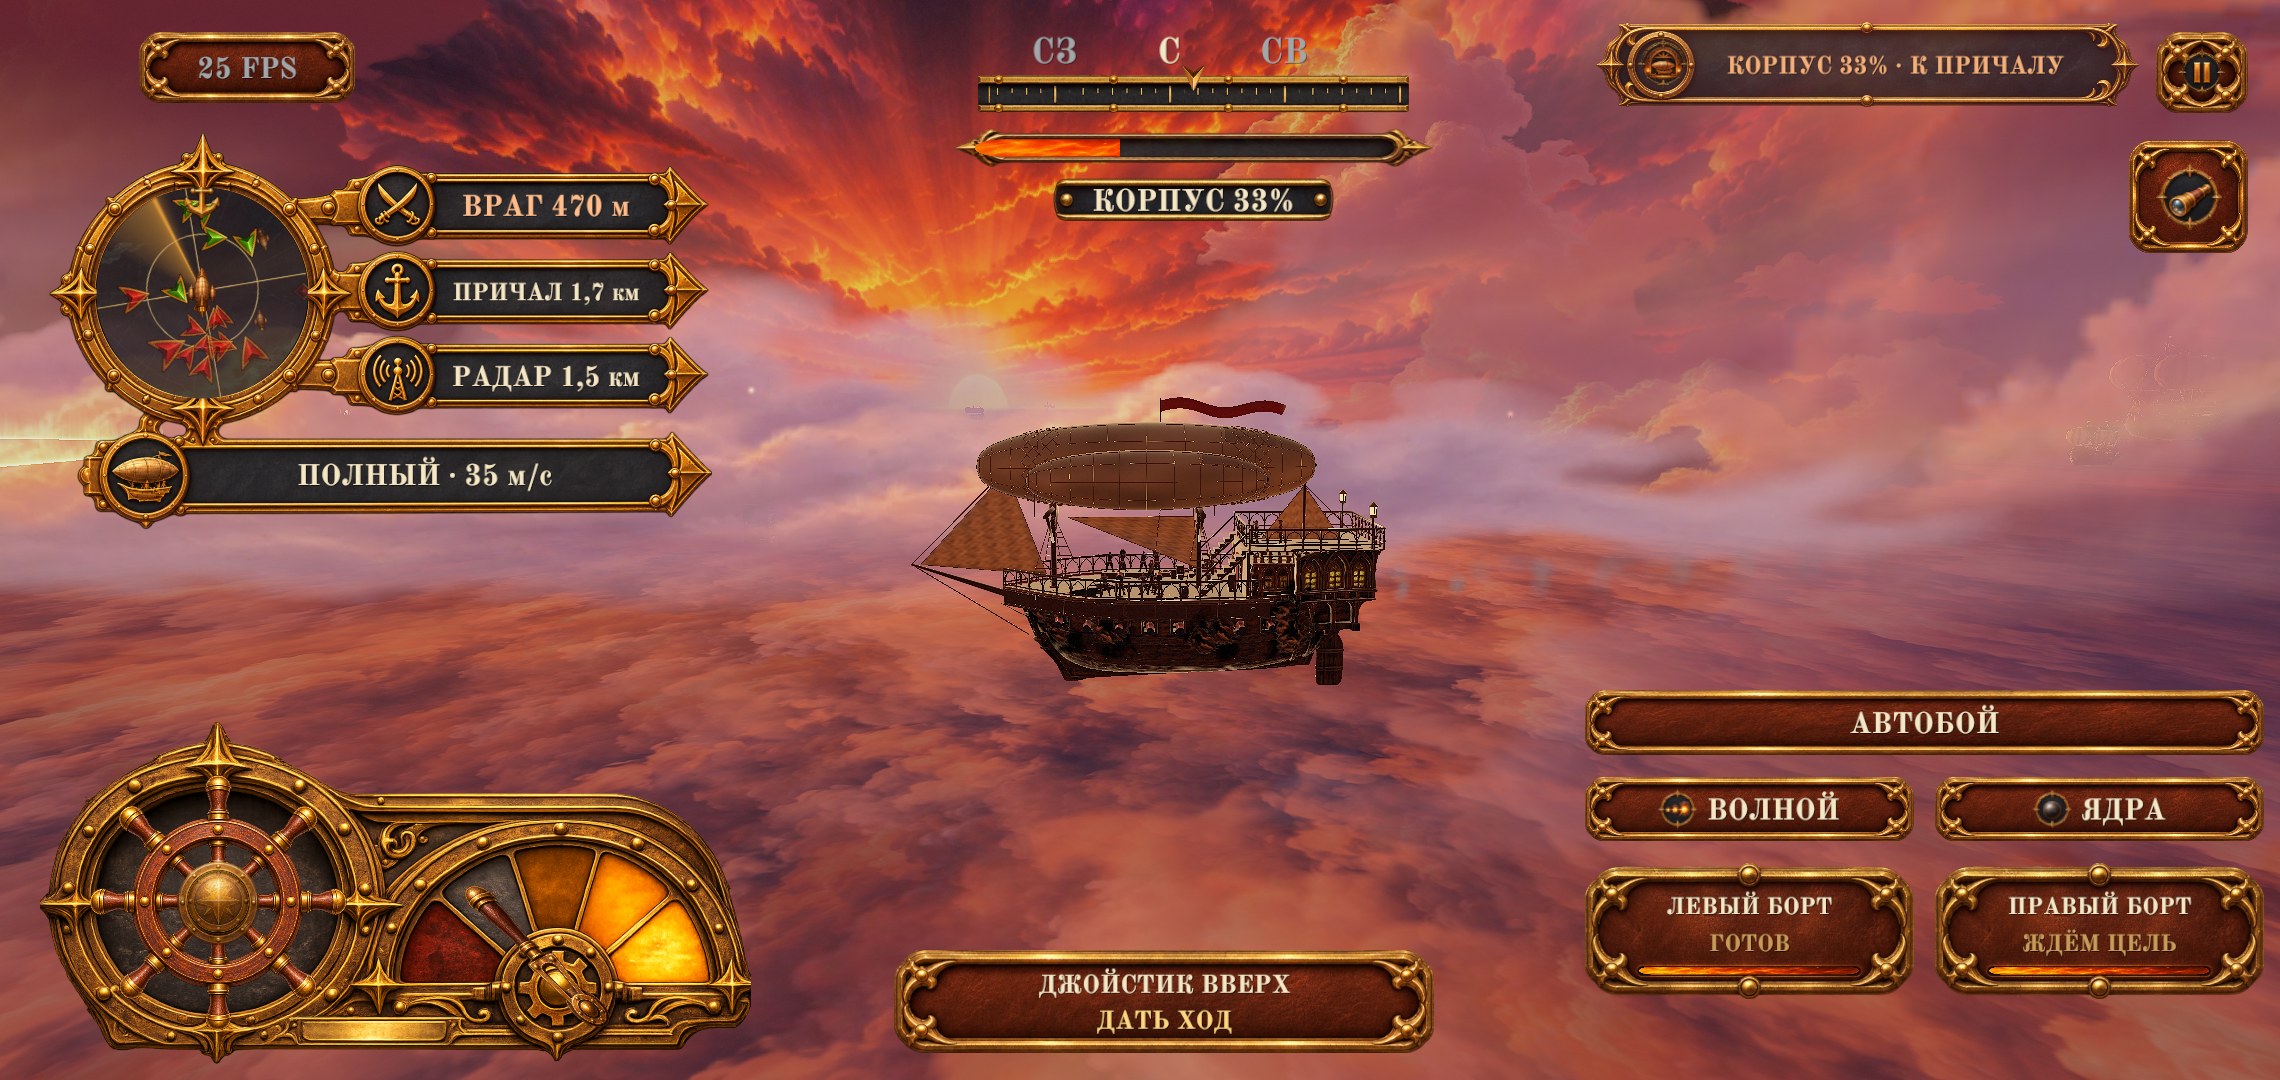 25 FPS
СЗ С СВ
КОРПУС 33% · К ПРИЧАЛУ
КОРПУС 33%
ВРАГ 470 м
ПРИЧАЛ 1,7 км
РАДАР 1,5 км
ПОЛНЫЙ · 35 м/с
АВТОБОЙ
ВОЛНОЙ
ЯДРА
ЛЕВЫЙ БОРТ
ГОТОВ
ПРАВЫЙ БОРТ
ЖДЁМ ЦЕЛЬ
ДЖОЙСТИК ВВЕРХ
ДАТЬ ХОД